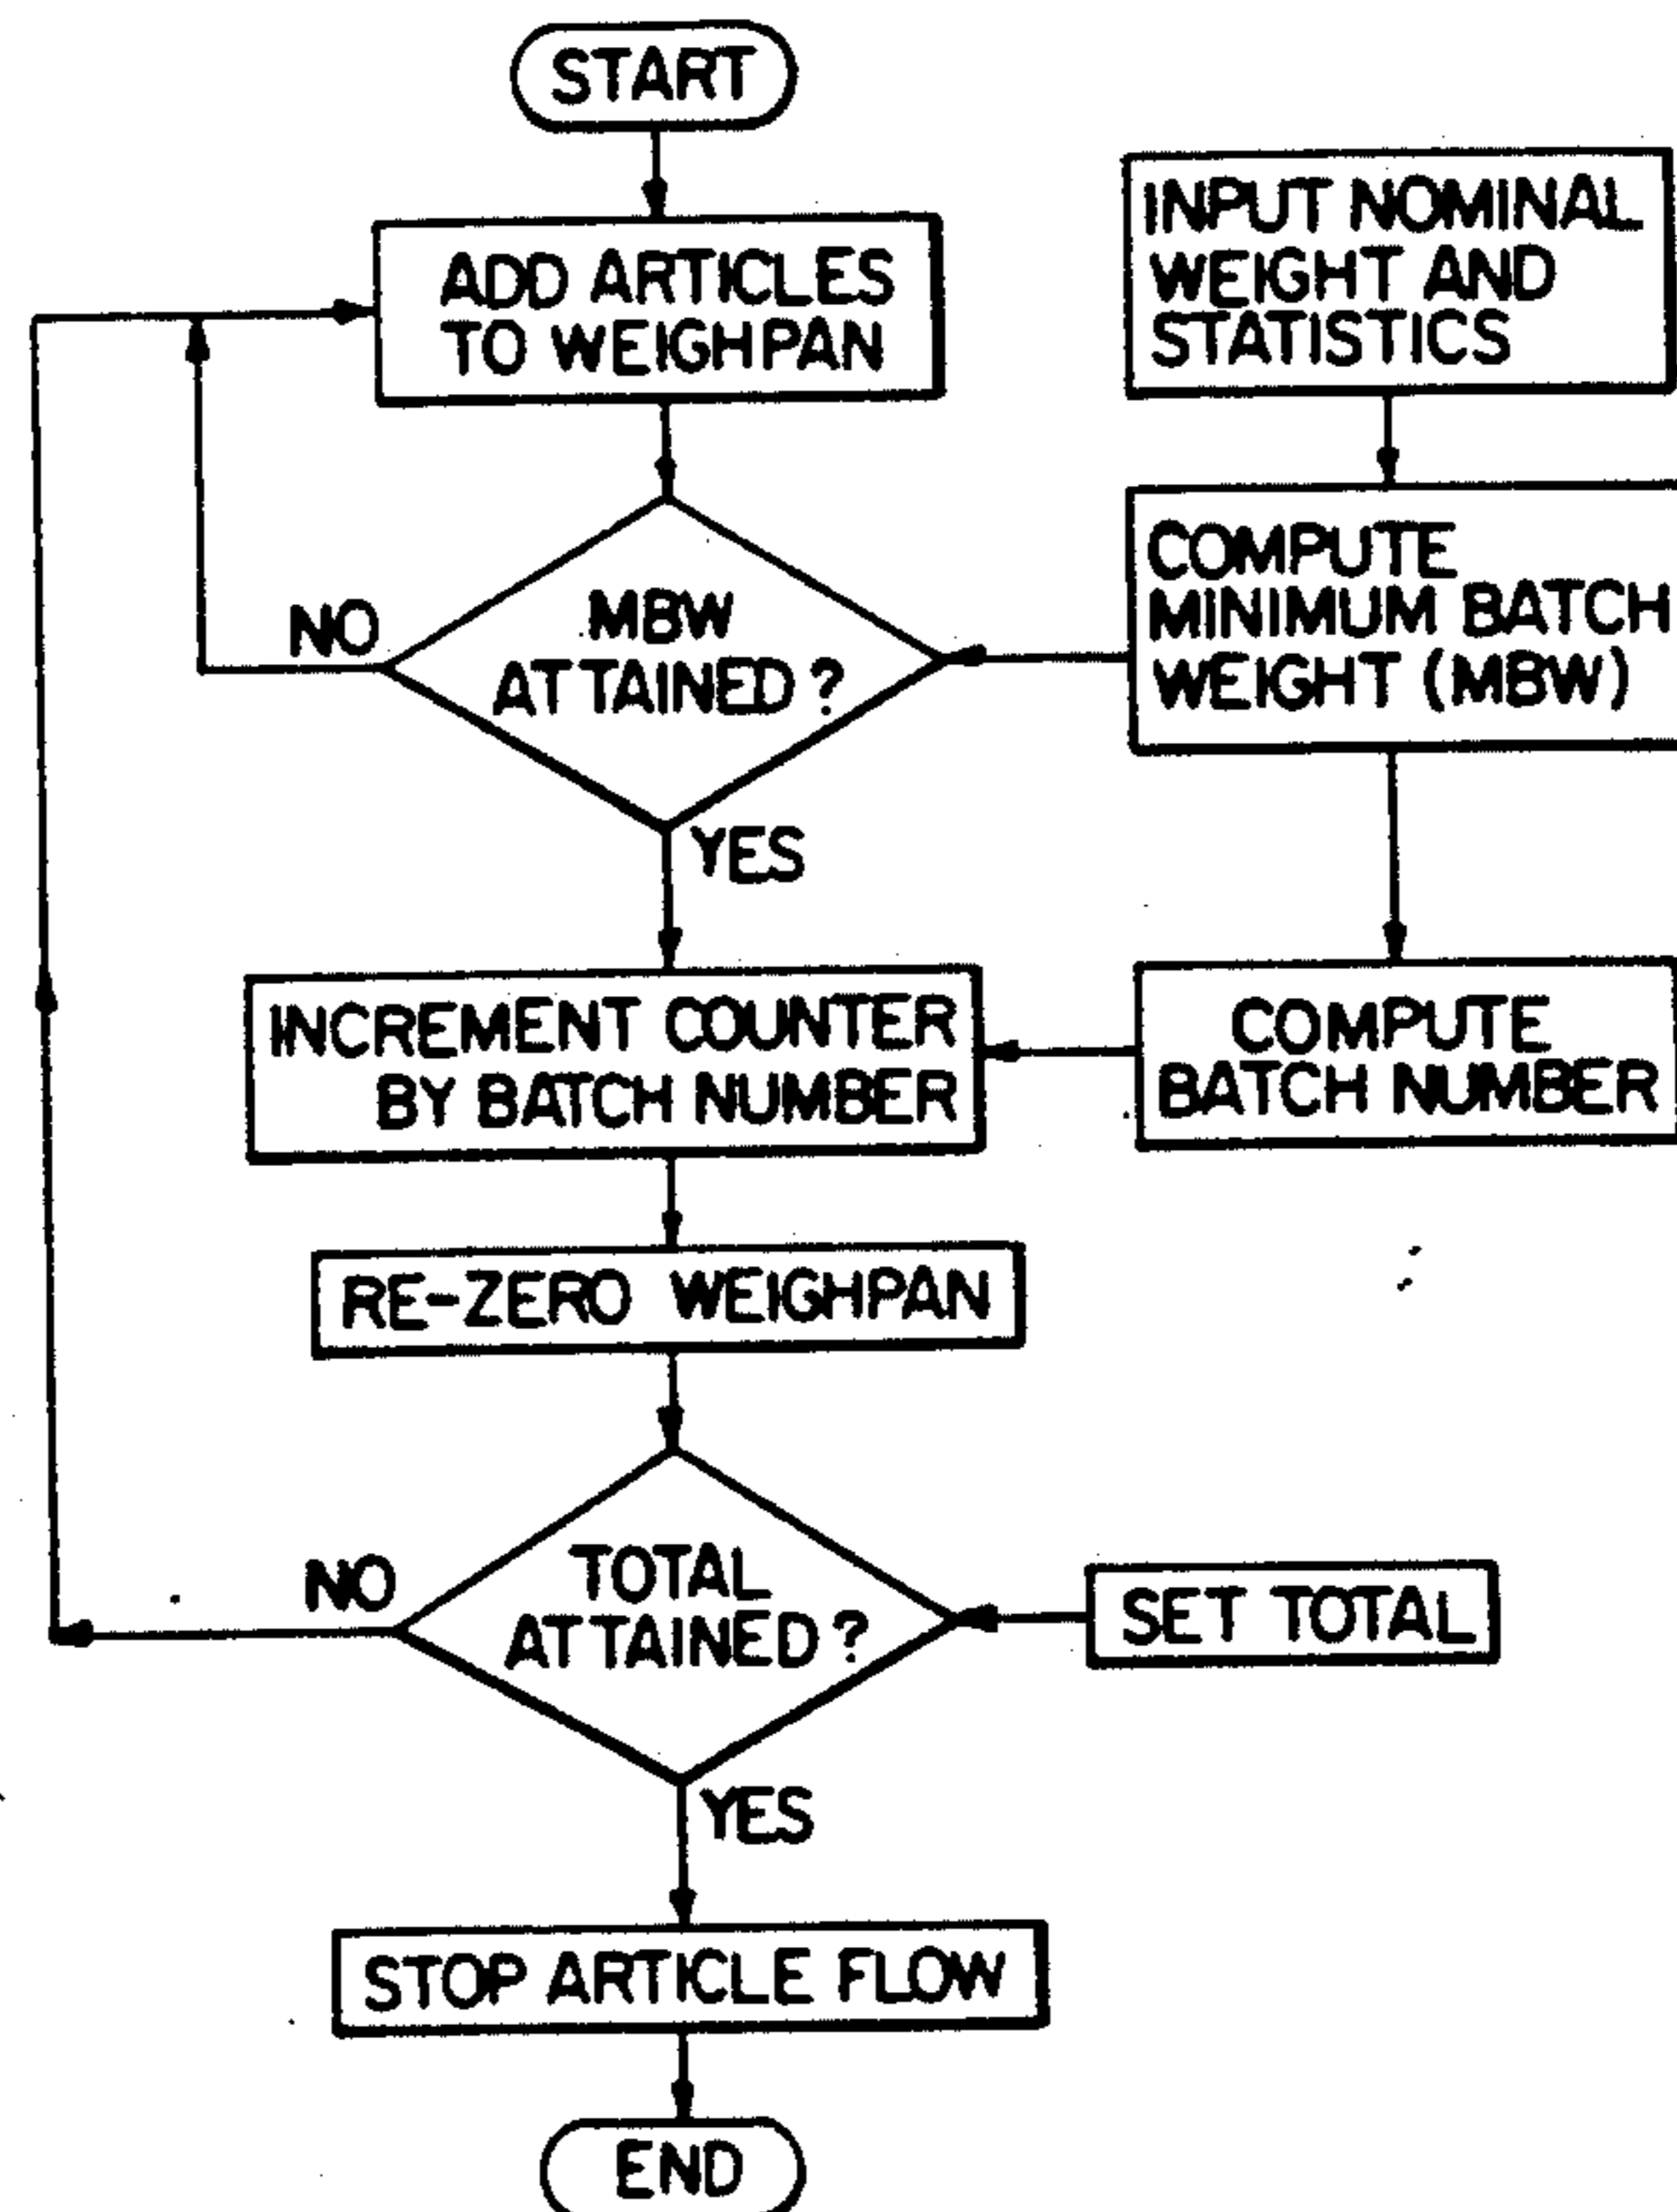 START
ADD ARTICLES
TO WEIGHPAN
INPUT NOMINAL
WEIGHT AND
STATISTICS
NO
MBW
ATTAINED?
COMPUTE
MINIMUM BATCH
WEIGHT (MBW)
YES
INCREMENT COUNTER
BY BATCH NUMBER
COMPUTE
BATCH NUMBER
RE-ZERO WEIGHPAN
NO
TOTAL
ATTAINED?
SET TOTAL
YES
STOP ARTICLE FLOW
END